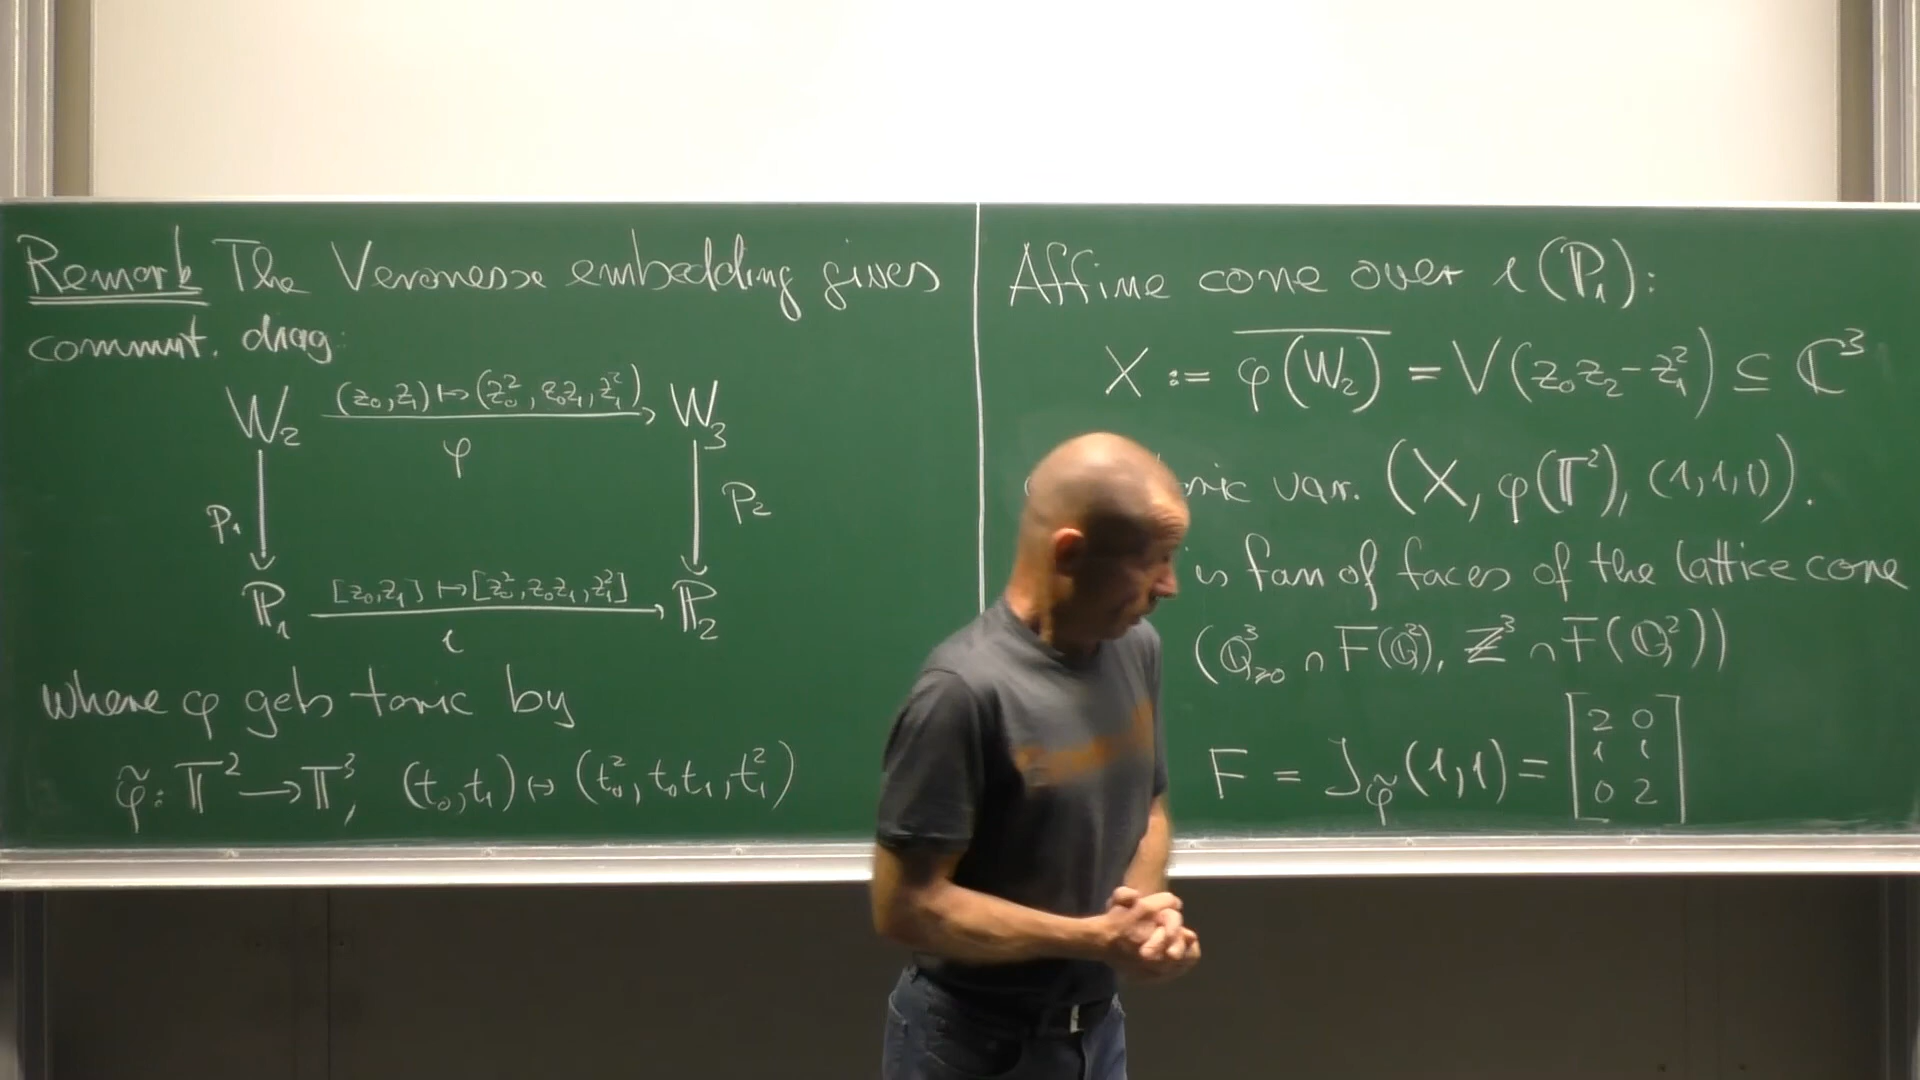 Remark The Veronese embedding gives
commut. diag.
W₂ (z₀,z₁) ↦ (z₀², z₀z₁, z₁²) W₃
φ
p₁ p₂
P₁ [z₀,z₁] ↦ [z₀², z₀z₁, z₁²] P₂
ι
where φ gets toric by
φ̃: 𝕋² → 𝕋³, (t₀,t₁) ↦ (t₀², t₀t₁, t₁²)
Affine cone over ι(P₁):
X := \overline{φ(W₂)} = V(z₀z₂ - z₁²) ⊆ ℂ³
var. (X, φ(𝕋²), (1,1,1)).
is fan of faces of the lattice cone
(ℚ³≥0 ∩ F(ℚ²), ℤ³ ∩ F(ℚ²))
F = J_φ̃(1,1) = [2 0
1 1
0 2]